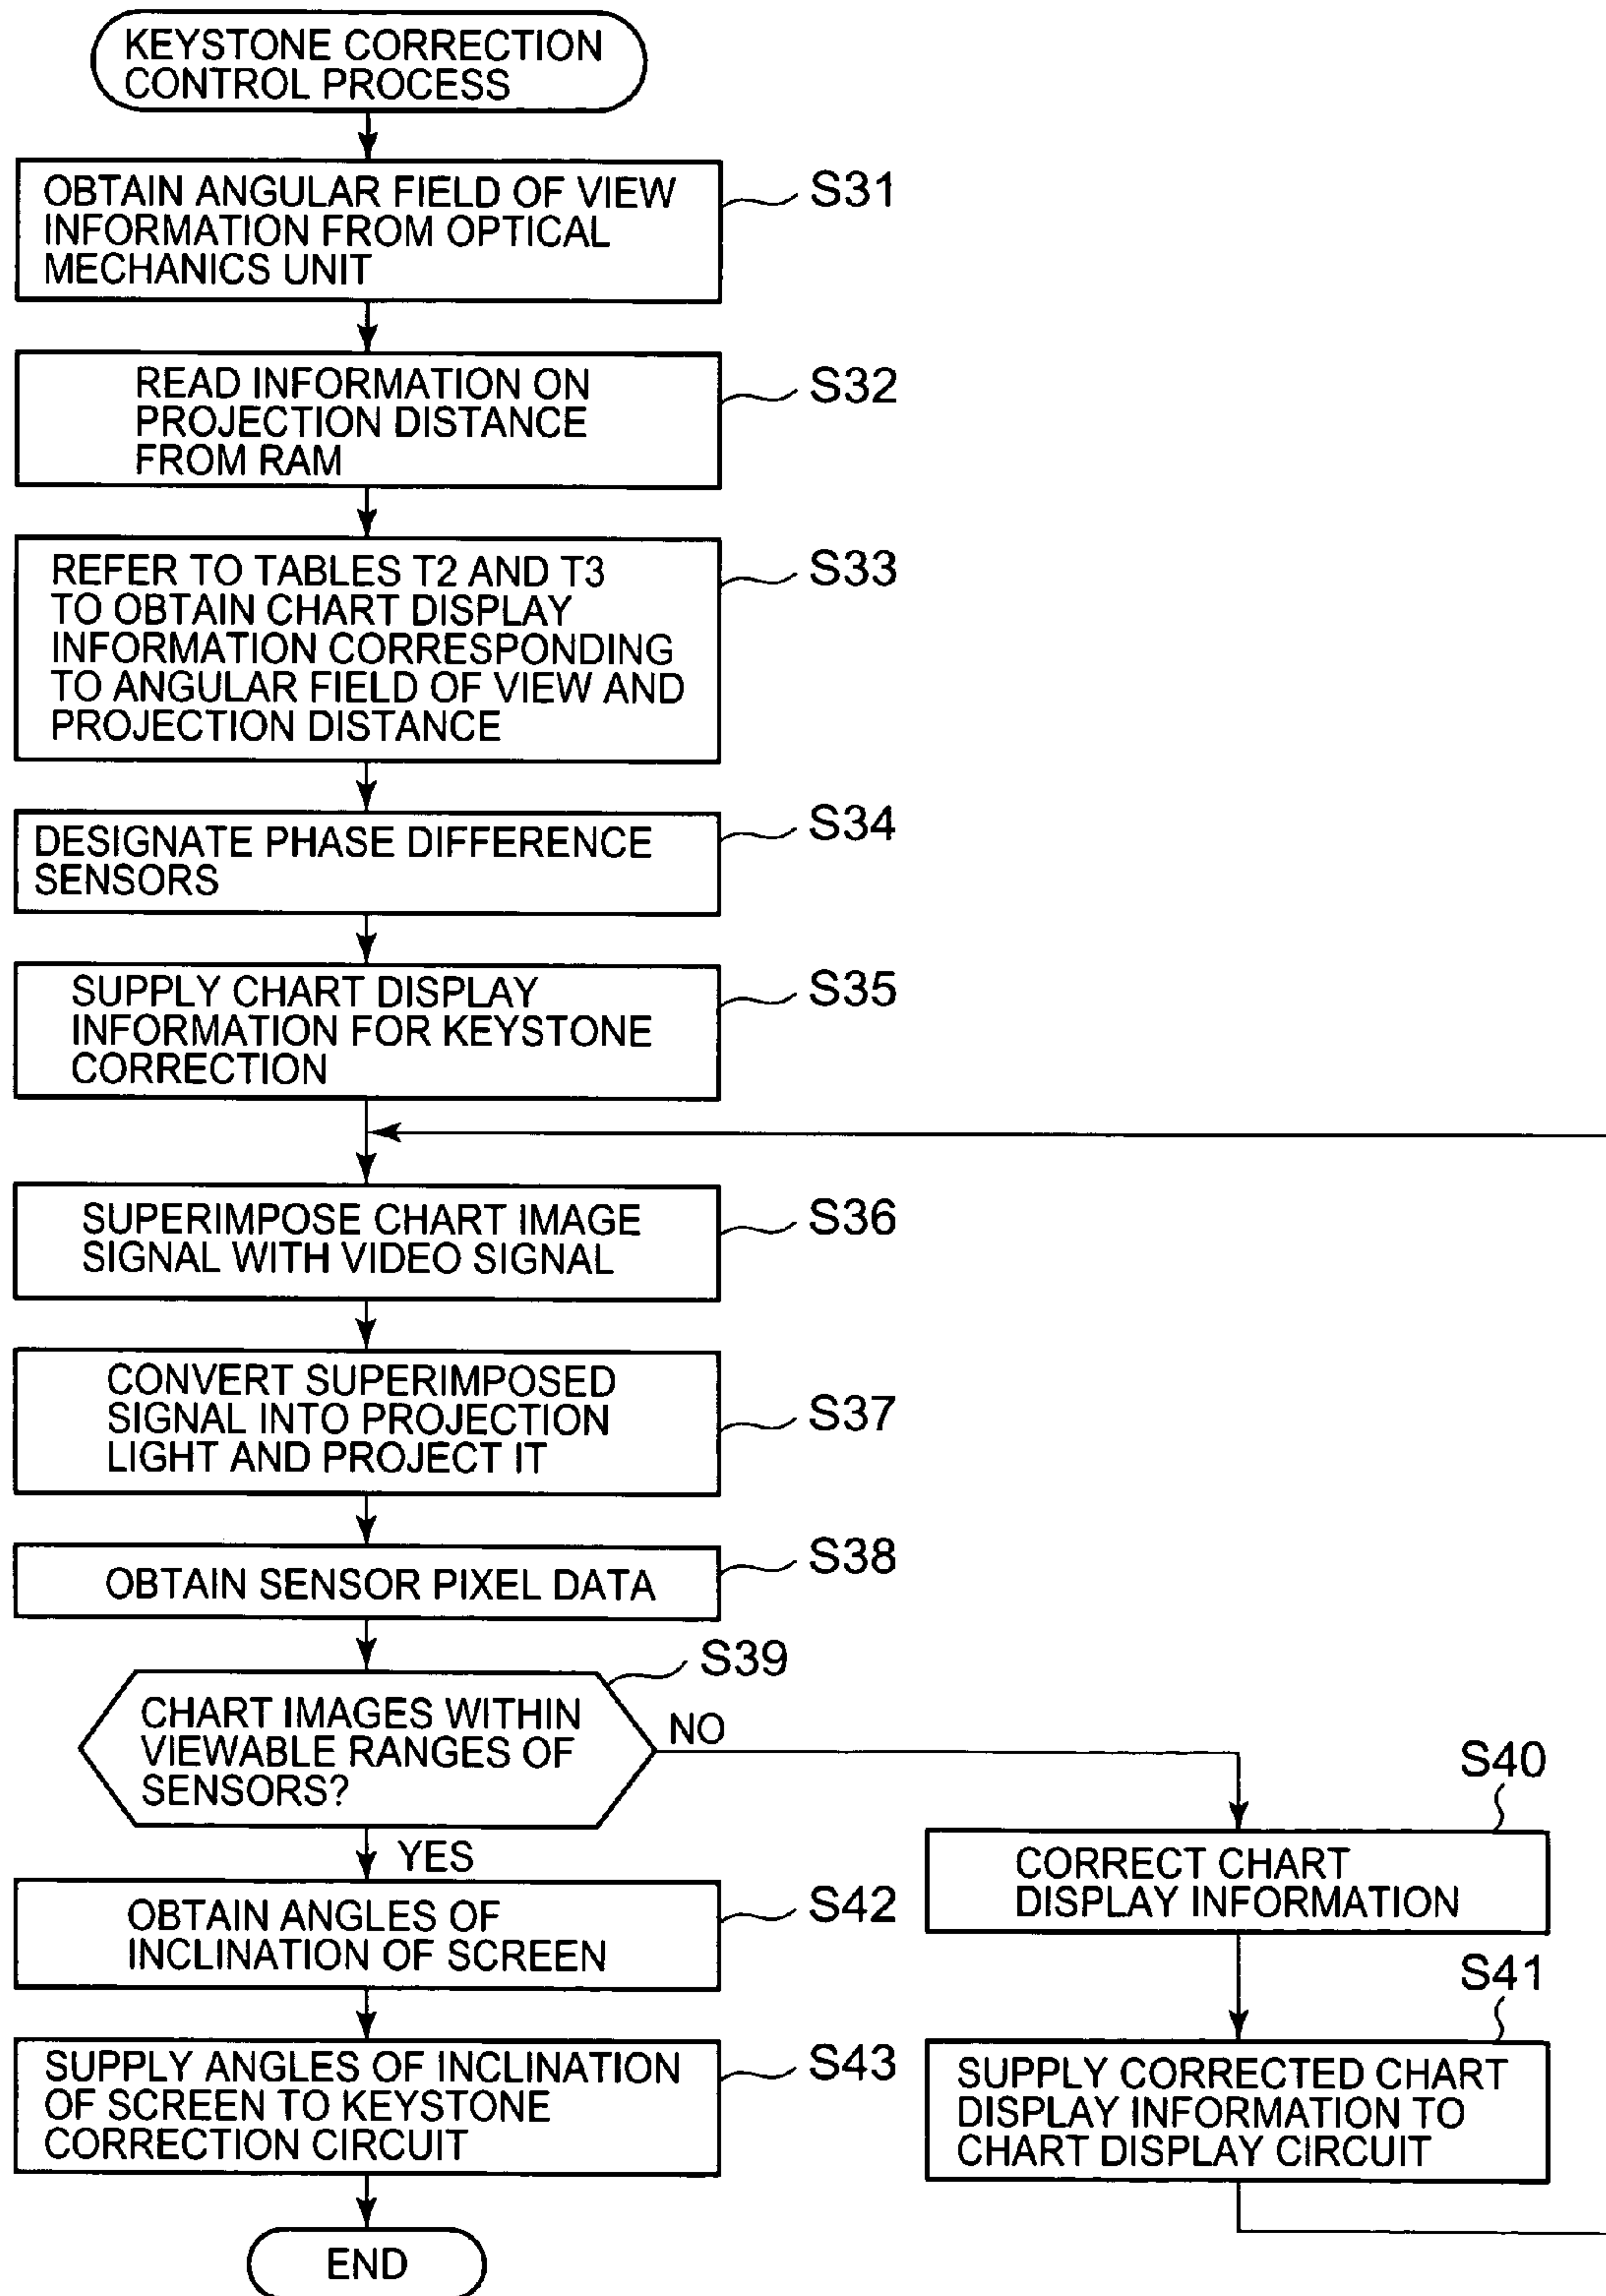 KEYSTONE CORRECTION
CONTROL PROCESS
OBTAIN ANGULAR FIELD OF VIEW
INFORMATION FROM OPTICAL
MECHANICS UNIT
S31
READ INFORMATION ON
PROJECTION DISTANCE
FROM RAM
S32
REFER TO TABLES T2 AND T3
TO OBTAIN CHART DISPLAY
INFORMATION CORRESPONDING
TO ANGULAR FIELD OF VIEW AND
PROJECTION DISTANCE
S33
DESIGNATE PHASE DIFFERENCE
SENSORS
S34
SUPPLY CHART DISPLAY
INFORMATION FOR KEYSTONE
CORRECTION
S35
SUPERIMPOSE CHART IMAGE
SIGNAL WITH VIDEO SIGNAL
S36
CONVERT SUPERIMPOSED
SIGNAL INTO PROJECTION
LIGHT AND PROJECT IT
S37
OBTAIN SENSOR PIXEL DATA
S38
CHART IMAGES WITHIN
VIEWABLE RANGES OF
SENSORS?
S39
NO
YES
S40
CORRECT CHART
DISPLAY INFORMATION
S41
SUPPLY CORRECTED CHART
DISPLAY INFORMATION TO
CHART DISPLAY CIRCUIT
OBTAIN ANGLES OF
INCLINATION OF SCREEN
S42
SUPPLY ANGLES OF INCLINATION
OF SCREEN TO KEYSTONE
CORRECTION CIRCUIT
S43
END